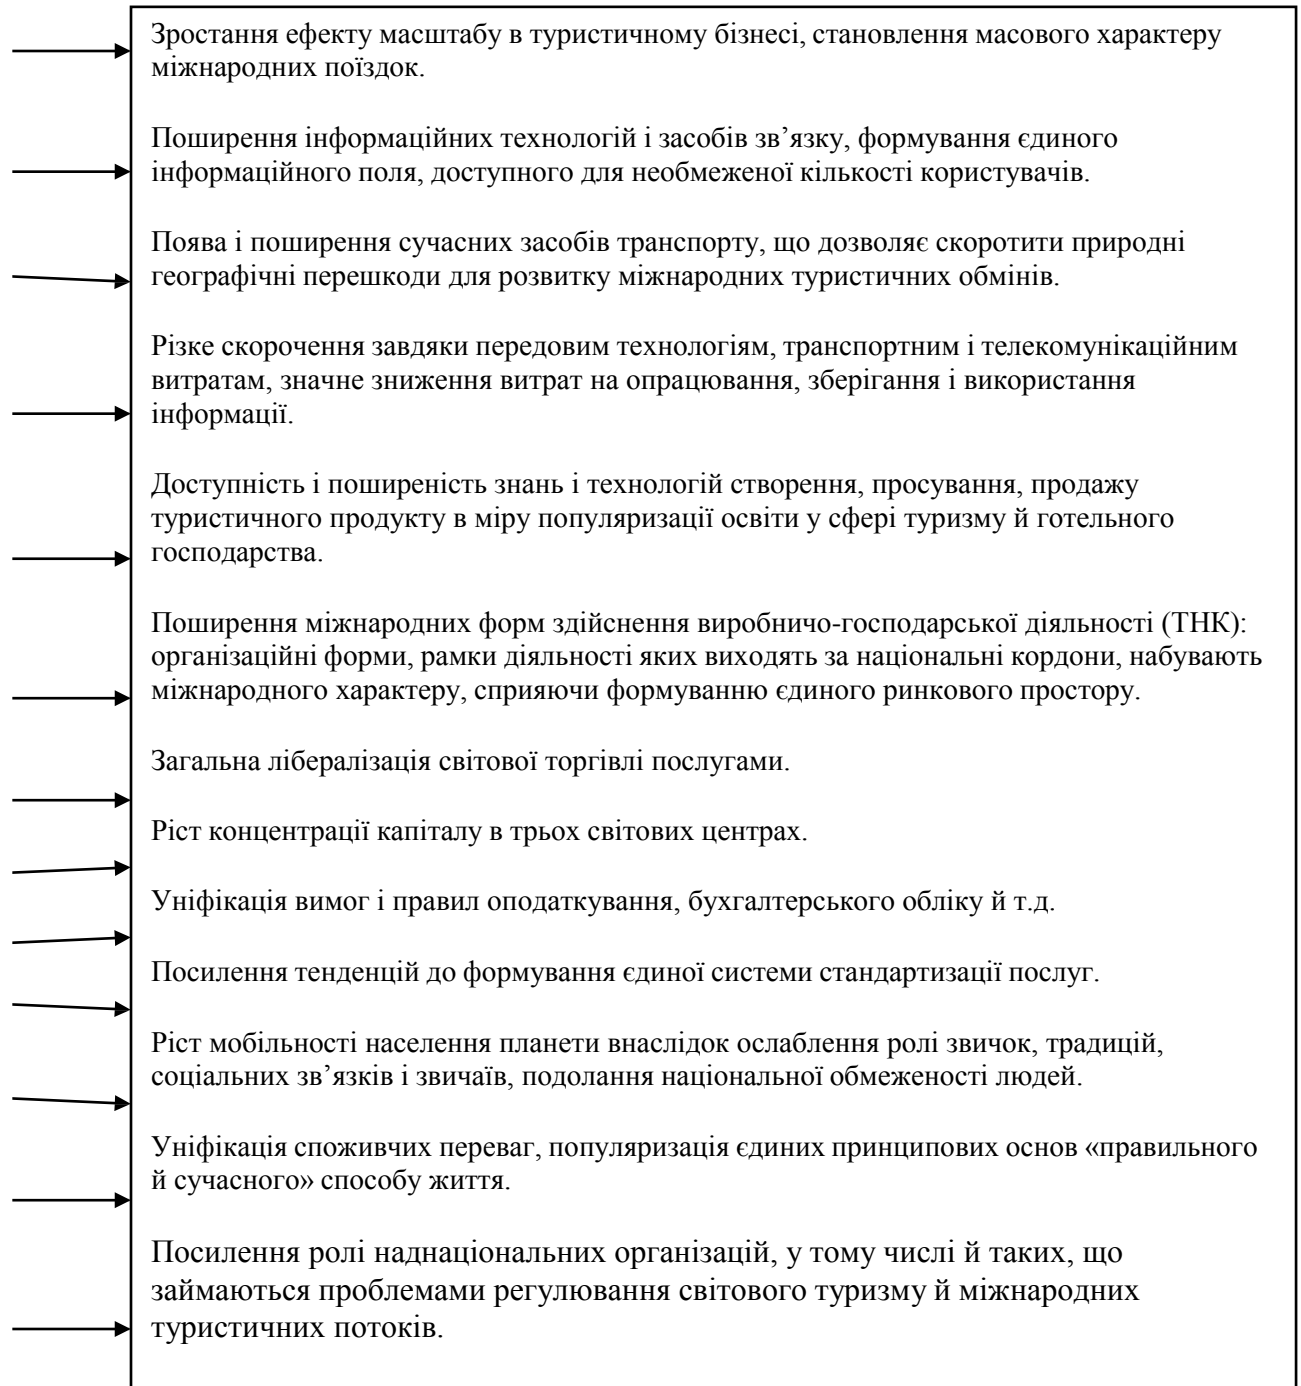 Зростання ефекту масштабу в туристичному бізнесі, становлення масового характеру
міжнародних поїздок.
Поширення інформаційних технологій і засобів зв’язку, формування єдиного
інформаційного поля, доступного для необмеженої кількості користувачів.
Поява і поширення сучасних засобів транспорту, що дозволяє скоротити природні
географічні перешкоди для розвитку міжнародних туристичних обмінів.
Різке скорочення завдяки передовим технологіям, транспортним і телекомунікаційним
витратам, значне зниження витрат на опрацювання, зберігання і використання
інформації.
Доступність і поширеність знань і технологій створення, просування, продажу
туристичного продукту в міру популяризації освіти у сфері туризму й готельного
господарства.
Поширення міжнародних форм здійснення виробничо-господарської діяльності (ТНК):
організаційні форми, рамки діяльності яких виходять за національні кордони, набувають
міжнародного характеру, сприяючи формуванню єдиного ринкового простору.
Загальна лібералізація світової торгівлі послугами.
Ріст концентрації капіталу в трьох світових центрах.
Уніфікація вимог і правил оподаткування, бухгалтерського обліку й т.д.
Посилення тенденцій до формування єдиної системи стандартизації послуг.
Ріст мобільності населення планети внаслідок ослаблення ролі звичок, традицій,
соціальних зв’язків і звичаїв, подолання національної обмеженості людей.
Уніфікація споживчих переваг, популяризація єдиних принципових основ «правильного
й сучасного» способу життя.
Посилення ролі наднаціональних організацій, у тому числі й таких, що
займаються проблемами регулювання світового туризму й міжнародних
туристичних потоків.